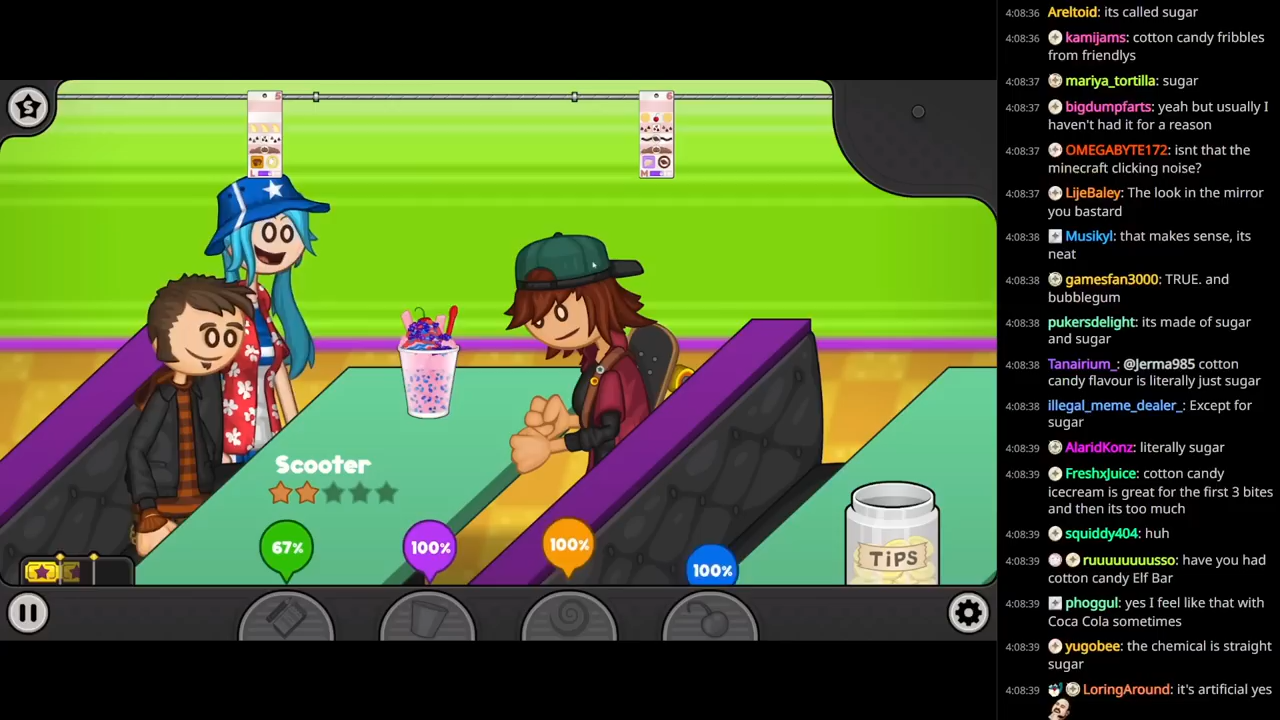 5
6
L
M
Scooter
67%
100%
100%
100%
TiPS
4:08:36 Areltoid: its called sugar
4:08:36 kamijams: cotton candy fribbles
from friendlys
4:08:37 mariya_tortilla: sugar
4:08:37 bigdumpfarts: yeah but usually I
haven't had it for a reason
4:08:37 OMEGABYTE172: isnt that the
minecraft clicking noise?
4:08:37 LijeBaley: The look in the mirror
you bastard
4:08:38 Musikyl: that makes sense, its
neat
4:08:38 gamesfan3000: TRUE. and
bubblegum
4:08:38 pukersdelight: its made of sugar
and sugar
4:08:38 Tanairium_: @Jerma985 cotton
candy flavour is literally just sugar
4:08:38 illegal_meme_dealer_: Except for
sugar
4:08:39 AlaridKonz: literally sugar
4:08:39 FreshxJuice: cotton candy
icecream is great for the first 3 bites
and then its too much
4:08:39 squiddy404: huh
4:08:39 ruuuuuuusso: have you had
cotton candy Elf Bar
4:08:39 phoggul: yes I feel like that with
Coca Cola sometimes
4:08:39 yugobee: the chemical is straight
sugar
4:08:39 LoringAround: it's artificial yes